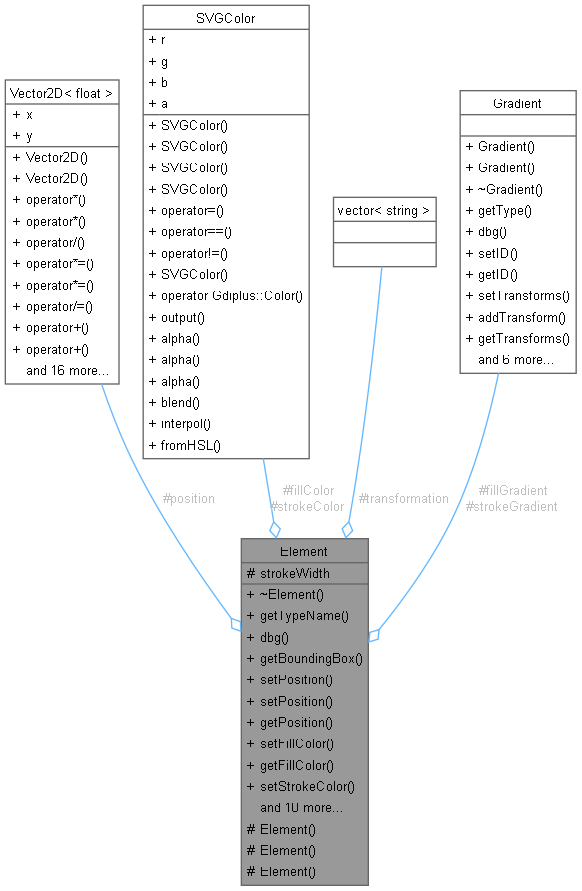 SVGColor
+ r
+ g
+ b
+ a
+ SVGColor()
+ SVGColor()
+ SVGColor()
+ SVGColor()
+ operator=()
+ operator==()
+ operator!=()
+ SVGColor()
+ operator Gdiplus::Color()
+ output()
+ alpha()
+ alpha()
+ alpha()
+ blend()
+ interpol()
+ fromHSL()
Vector2D< float >
+ x
+ y
+ Vector2D()
+ Vector2D()
+ operator*()
+ operator*()
+ operator/()
+ operator*=()
+ operator*=()
+ operator/=()
+ operator+()
+ operator+()
and 16 more...
vector< string >
Gradient
+ Gradient()
+ Gradient()
+ ~Gradient()
+ getType()
+ dbg()
+ setID()
+ getID()
+ setTransforms()
+ addTransform()
+ getTransforms()
and 6 more...
#position
#fillColor
#strokeColor
#transformation
#fillGradient
#strokeGradient
Element
# strokeWidth
+ ~Element()
+ getTypeName()
+ dbg()
+ getBoundingBox()
+ setPosition()
+ setPosition()
+ getPosition()
+ setFillColor()
+ getFillColor()
+ setStrokeColor()
and 10 more...
# Element()
# Element()
# Element()